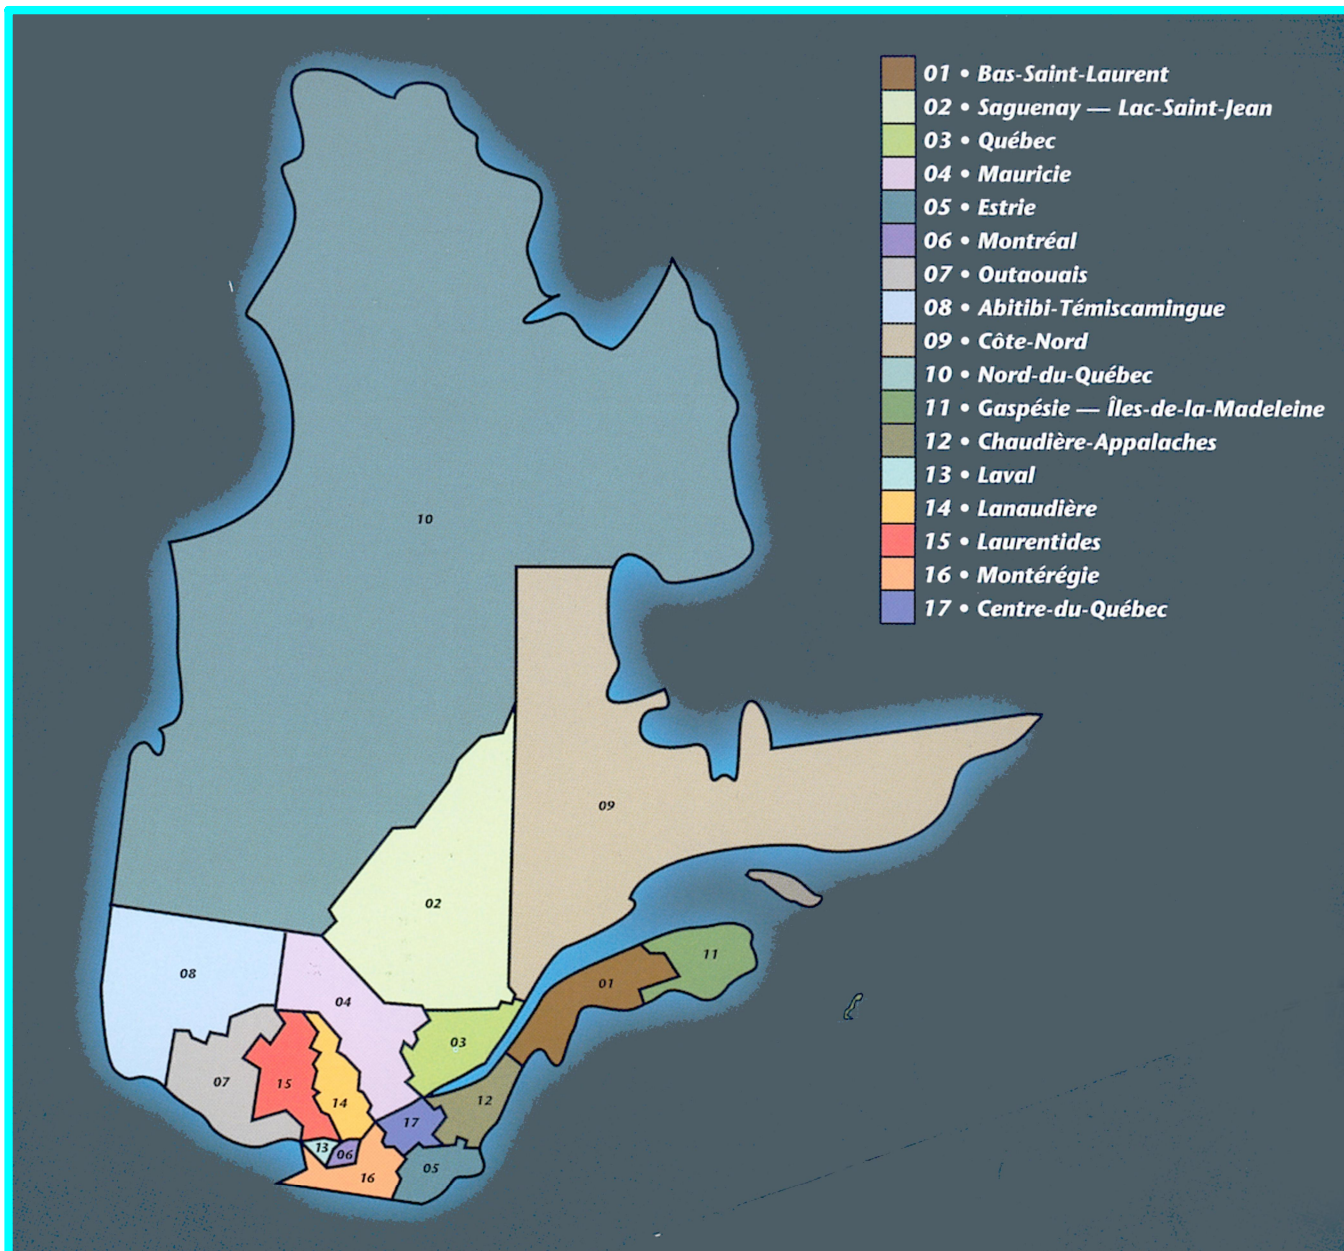 01 • Bas-Saint-Laurent
02 • Saguenay — Lac-Saint-Jean
03 • Québec
04 • Mauricie
05 • Estrie
06 • Montréal
07 • Outaouais
08 • Abitibi-Témiscamingue
09 • Côte-Nord
10 • Nord-du-Québec
11 • Gaspésie — Îles-de-la-Madeleine
12 • Chaudière-Appalaches
13 • Laval
14 • Lanaudière
15 • Laurentides
16 • Montérégie
17 • Centre-du-Québec
10
09
02
11
08
01
04
03
07
15
14
12
17
13
06
05
16